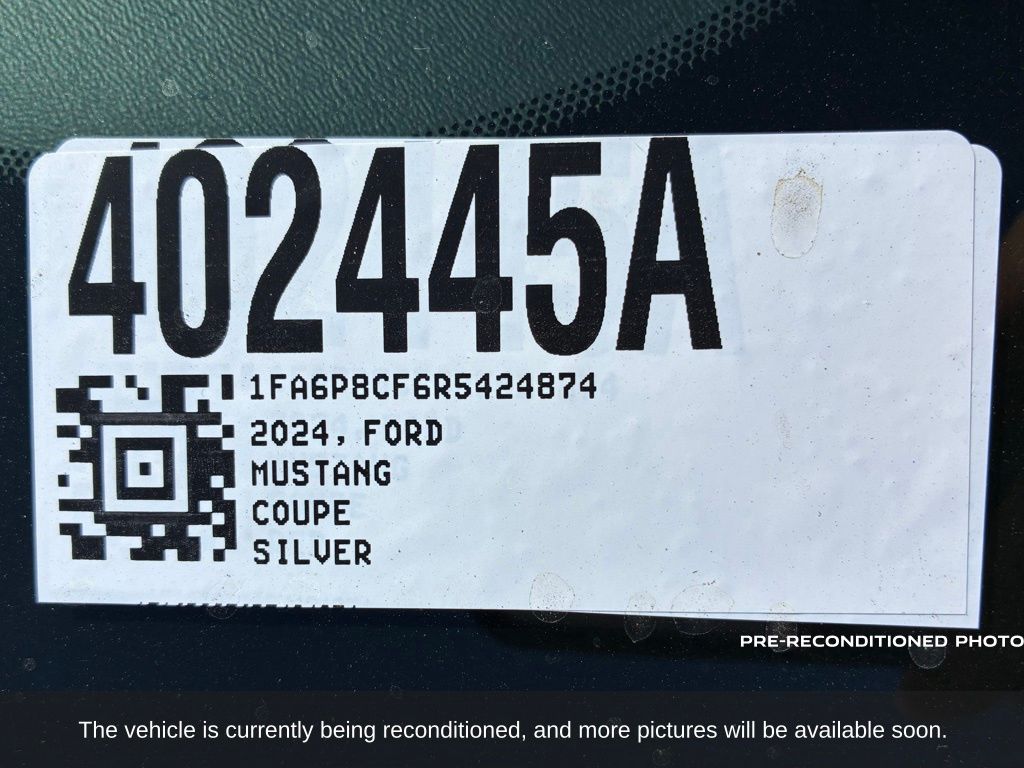 402445A
1FA6P8CF6R5424874
2024, FORD
MUSTANG
COUPE
SILVER
PRE-RECONDITIONED PHOTO
The vehicle is currently being reconditioned, and more pictures will be available soon.